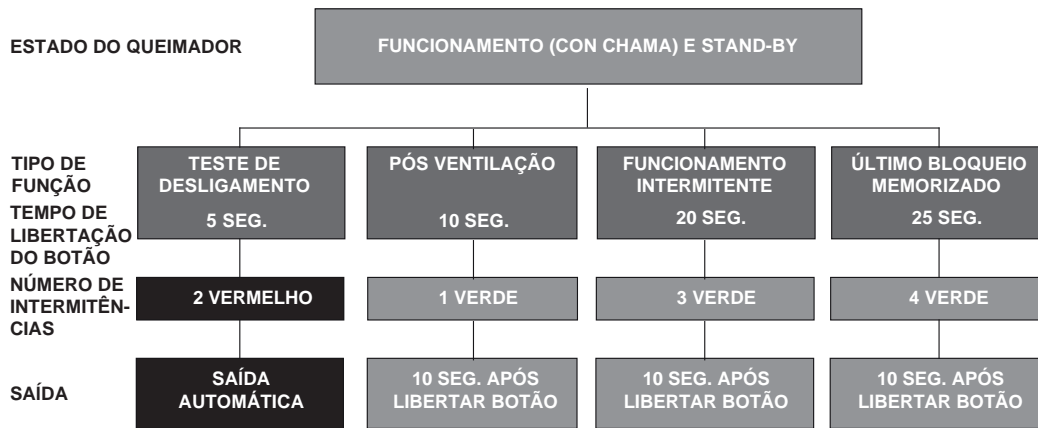 ESTADO DO QUEIMADOR
FUNCIONAMENTO (CON CHAMA) E STAND-BY
TIPO DE
FUNÇÃO
TESTE DE
DESLIGAMENTO
PÓS VENTILAÇÃO
FUNCIONAMENTO
INTERMITENTE
ÚLTIMO BLOQUEIO
MEMORIZADO
TEMPO DE
LIBERTAÇÃO
DO BOTÃO
5 SEG.
10 SEG.
20 SEG.
25 SEG.
NÚMERO DE
INTERMITÊN-
CIAS
2 VERMELHO
1 VERDE
3 VERDE
4 VERDE
SAÍDA
SAÍDA
AUTOMÁTICA
10 SEG. APÓS
LIBERTAR BOTÃO
10 SEG. APÓS
LIBERTAR BOTÃO
10 SEG. APÓS
LIBERTAR BOTÃO